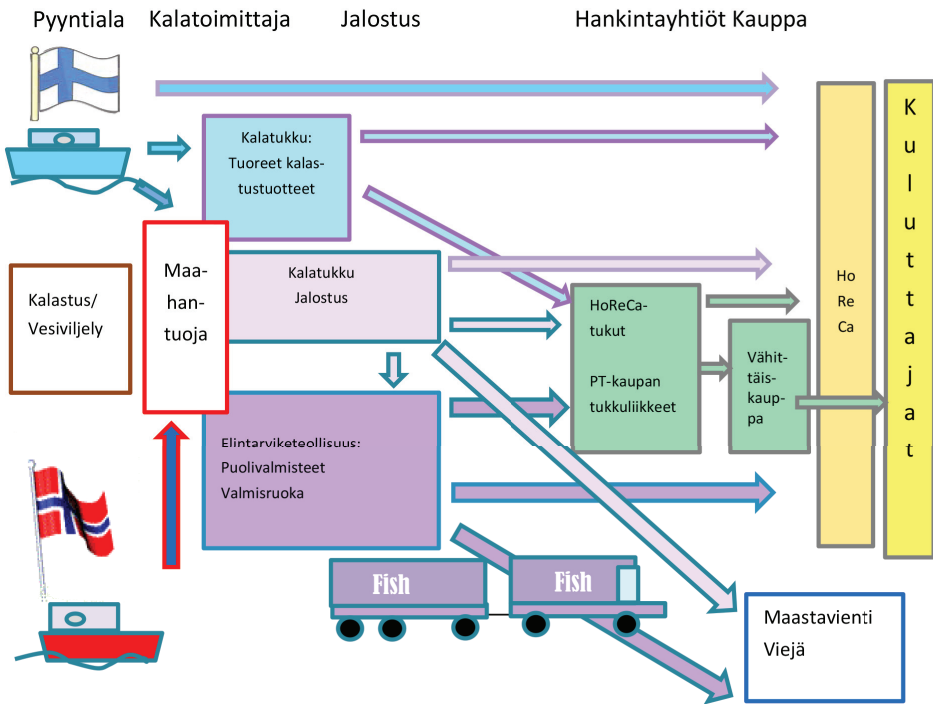 Pyyntiala Kalatoimittaja Jalostus Hankintayhtiöt Kauppa
Kalatukku:
Tuoreet kalas-
tustuotteet
Maa-
han-
tuoja
Kalastus/
Vesiviljely
Kalatukku
Jalostus
HoReCa-
tukut
PT-kaupan
tukkuliikkeet
Vähit-
täis-
kaup-
pa
Ho
Re
Ca
K
u
l
u
t
t
a
j
a
t
Elintarviketeollisuus:
Puolivalmisteet
Valmisruoka
Fish
Fish
Maastavienti
Viejä